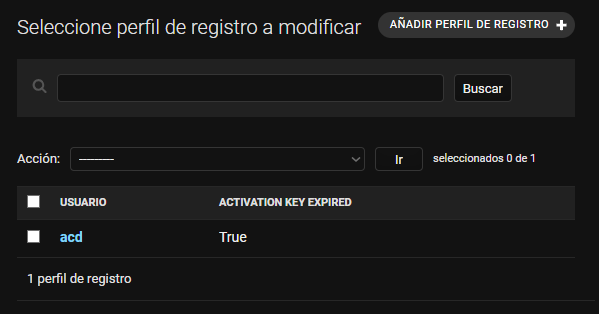 Seleccione perfil de registro a modificar
AÑADIR PERFIL DE REGISTRO +
Buscar
Acción: ---------
Ir
seleccionados 0 de 1
USUARIO ACTIVATION KEY EXPIRED
acd True
1 perfil de registro